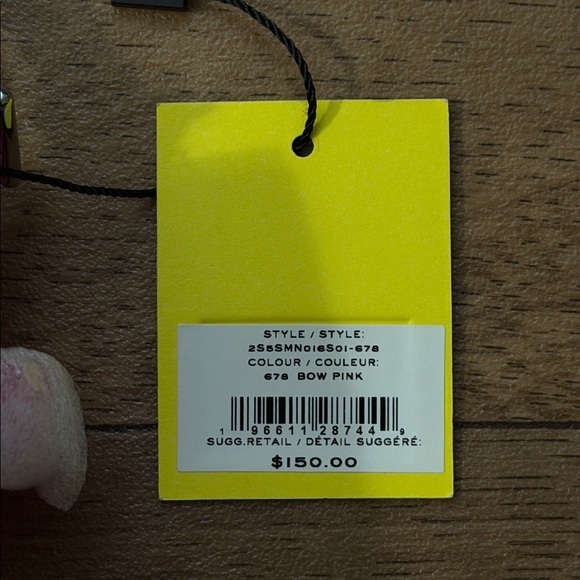 STYLE / STYLE:
2S5SMN016S01-678
COLOUR / COULEUR:
678 BOW PINK
1 96611 28744 9
SUGG.RETAIL / DÉTAIL SUGGÉRÉ:
$150.00